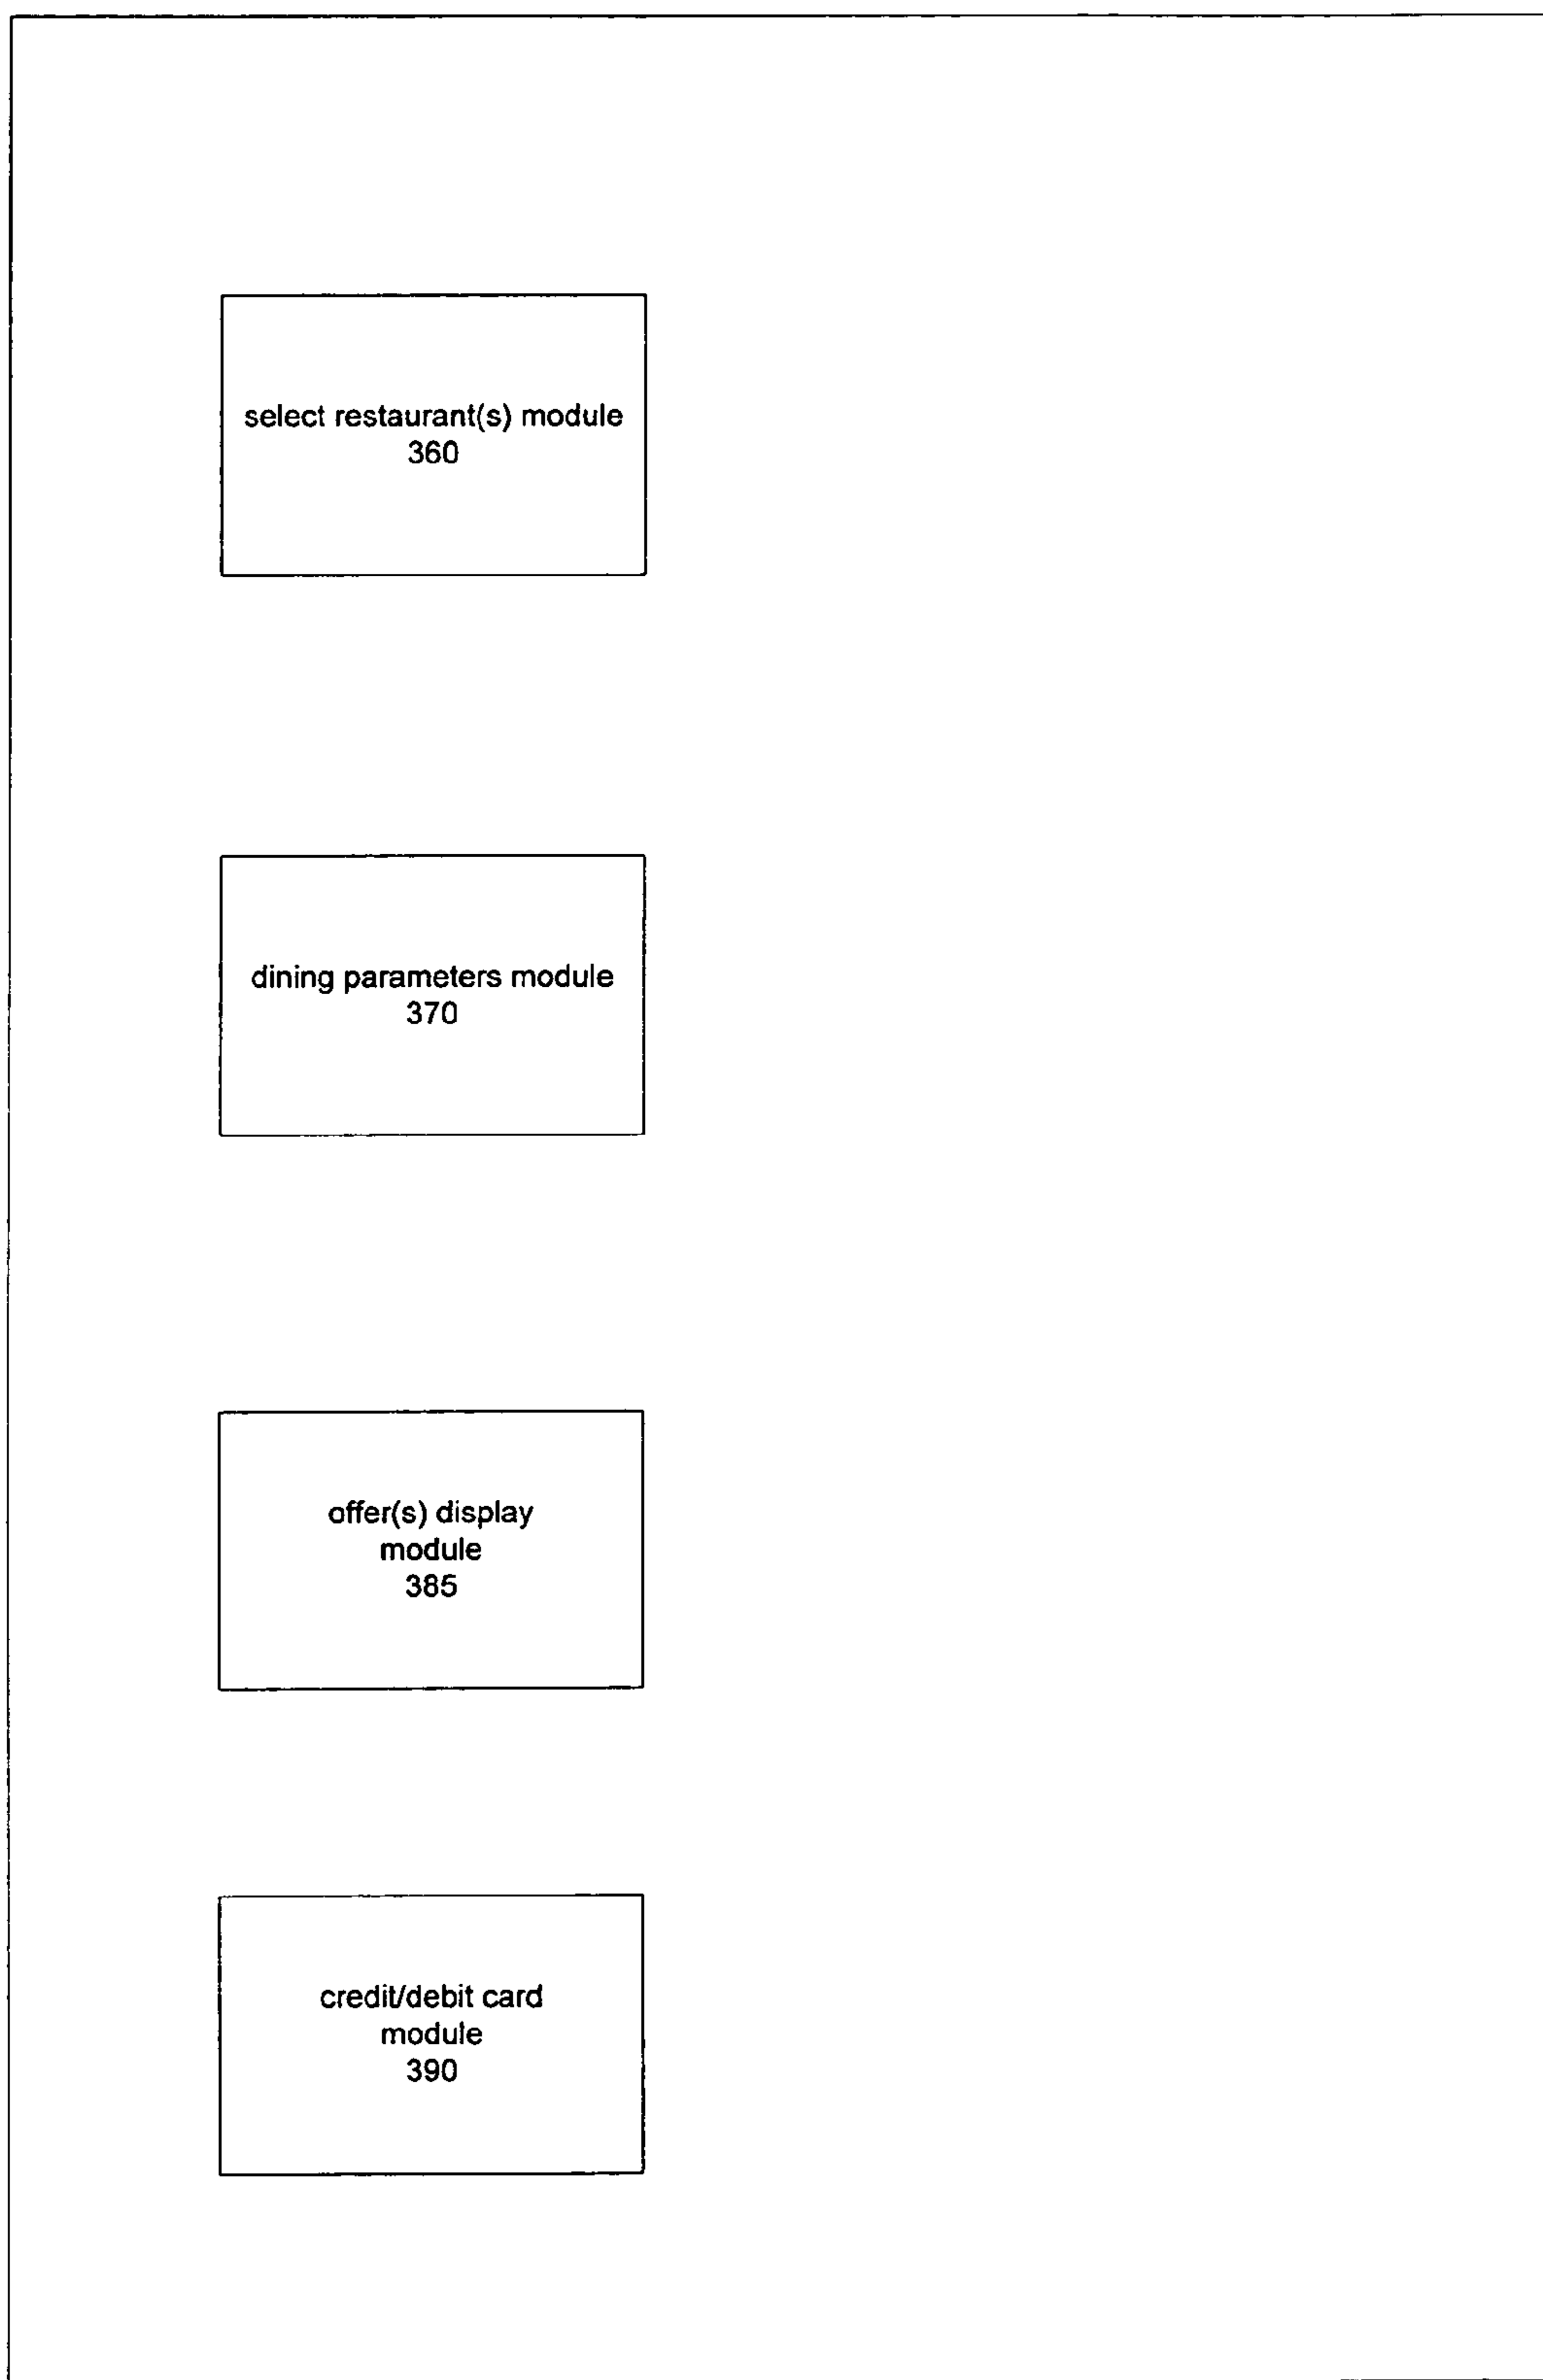 select restaurant(s) module
360
dining parameters module
370
offer(s) display
module
385
credit/debit card
module
390